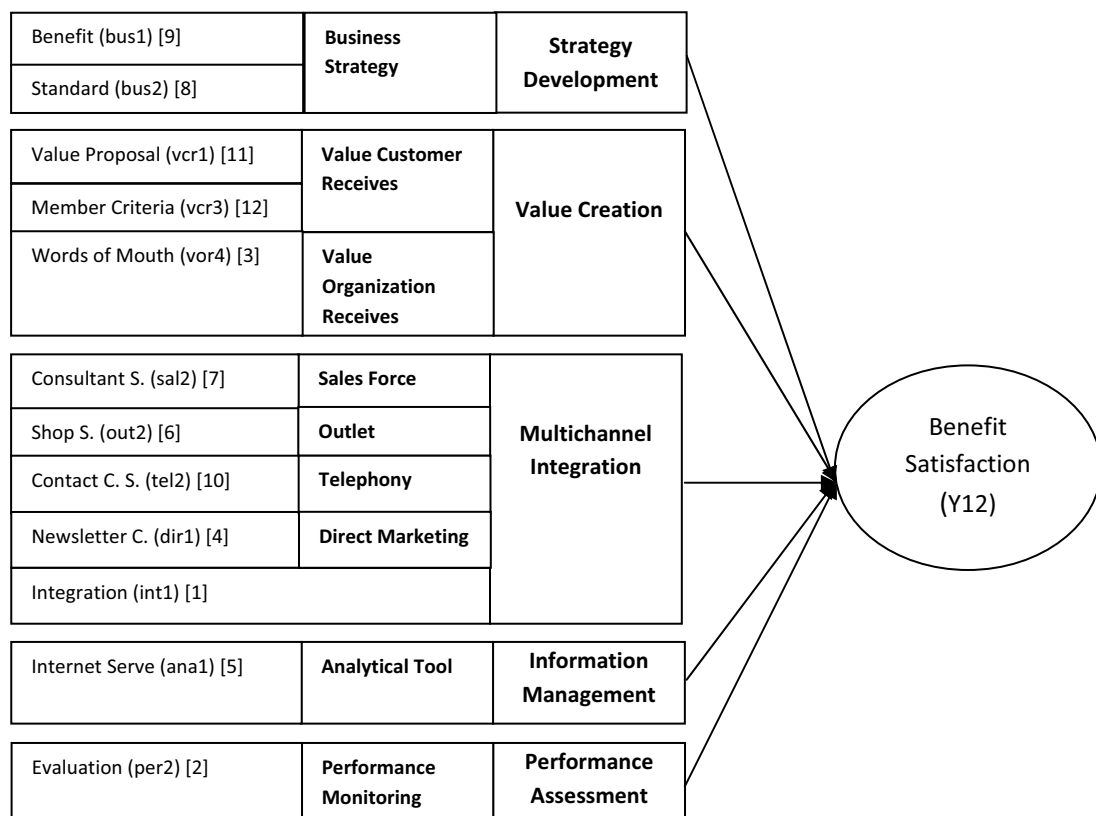 Benefit (bus1) [9]
Business
Strategy
Strategy
Development
Standard (bus2) [8]
Value Proposal (vcr1) [11]
Value Customer
Receives
Value Creation
Member Criteria (vcr3) [12]
Words of Mouth (vor4) [3]
Value
Organization
Receives
Consultant S. (sal2) [7]
Sales Force
Multichannel
Integration
Shop S. (out2) [6]
Outlet
Contact C. S. (tel2) [10]
Telephony
Newsletter C. (dir1) [4]
Direct Marketing
Integration (int1) [1]
Internet Serve (ana1) [5]
Analytical Tool
Information
Management
Evaluation (per2) [2]
Performance
Monitoring
Performance
Assessment
Benefit
Satisfaction
(Y12)